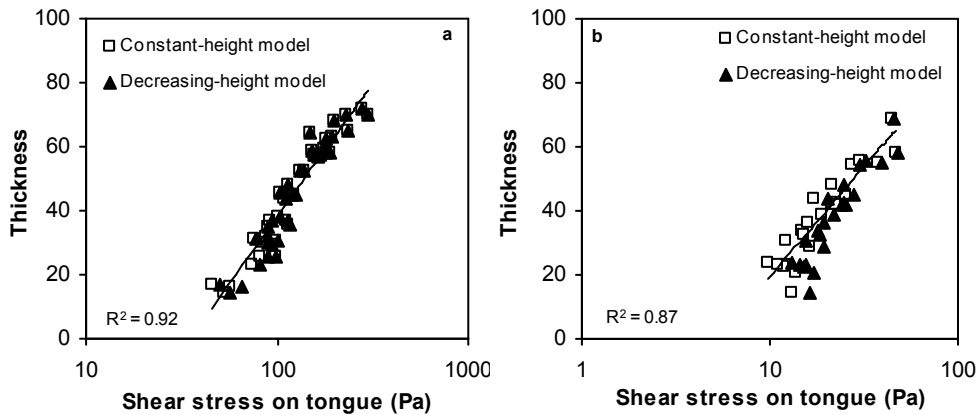 100
80
60
40
20
0
Thickness
a
Constant-height model
Decreasing-height model
R² = 0.92
10
100
1000
Shear stress on tongue (Pa)
100
80
60
40
20
0
Thickness
b
Constant-height model
Decreasing-height model
R² = 0.87
1
10
100
Shear stress on tongue (Pa)